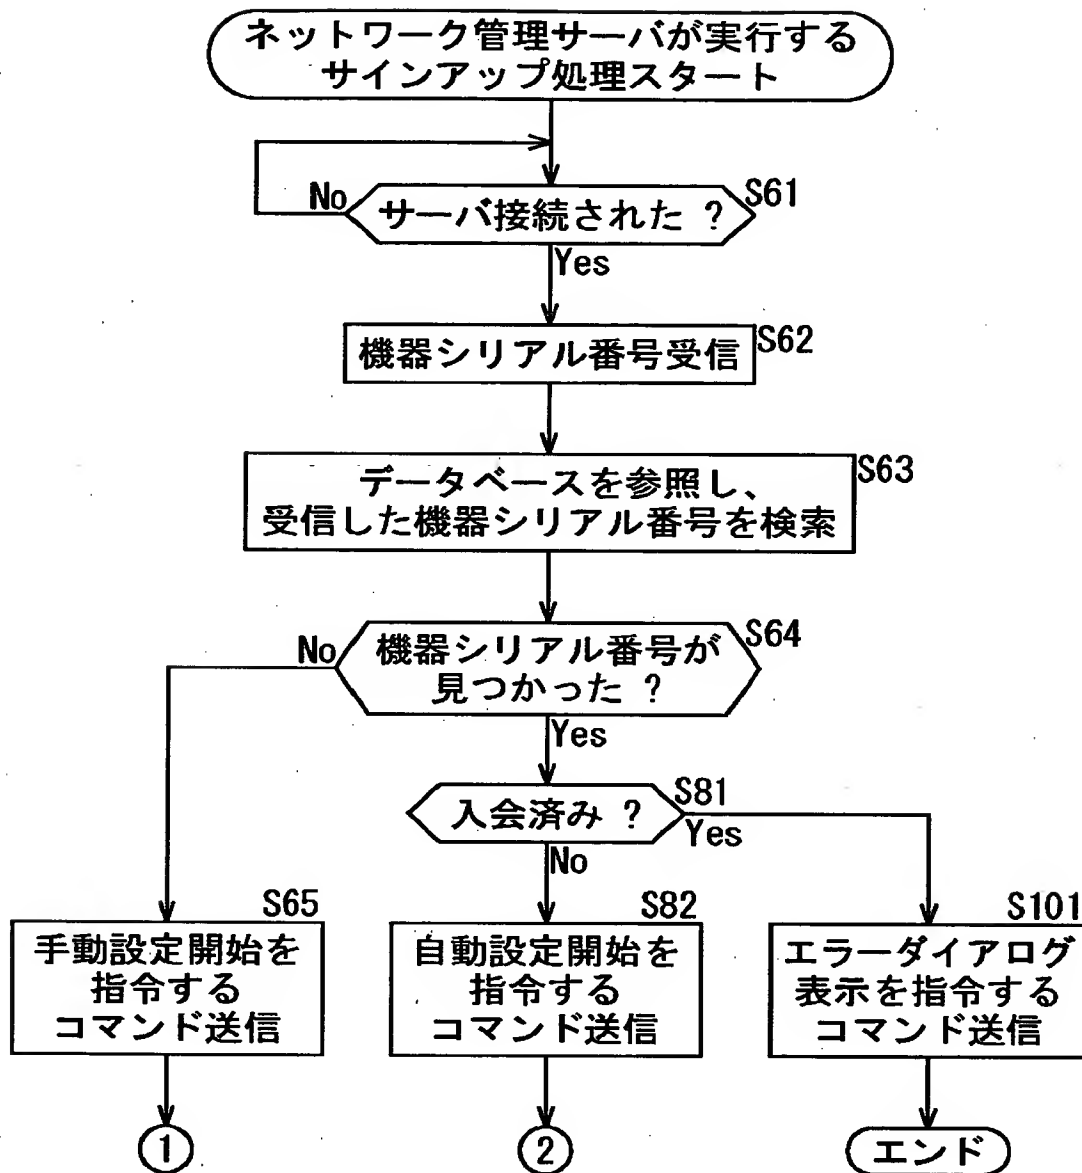 ネットワーク管理サーバが実行する
サインアップ処理スタート
No
サーバ接続された ?
S61
Yes
機器シリアル番号受信
S62
データベースを参照し、
受信した機器シリアル番号を検索
S63
No
機器シリアル番号が
見つかった ?
S64
Yes
入会済み ?
S81
Yes
No
S65
手動設定開始を
指令する
コマンド送信
S82
自動設定開始を
指令する
コマンド送信
S101
エラーダイアログ
表示を指令する
コマンド送信
1
2
エンド